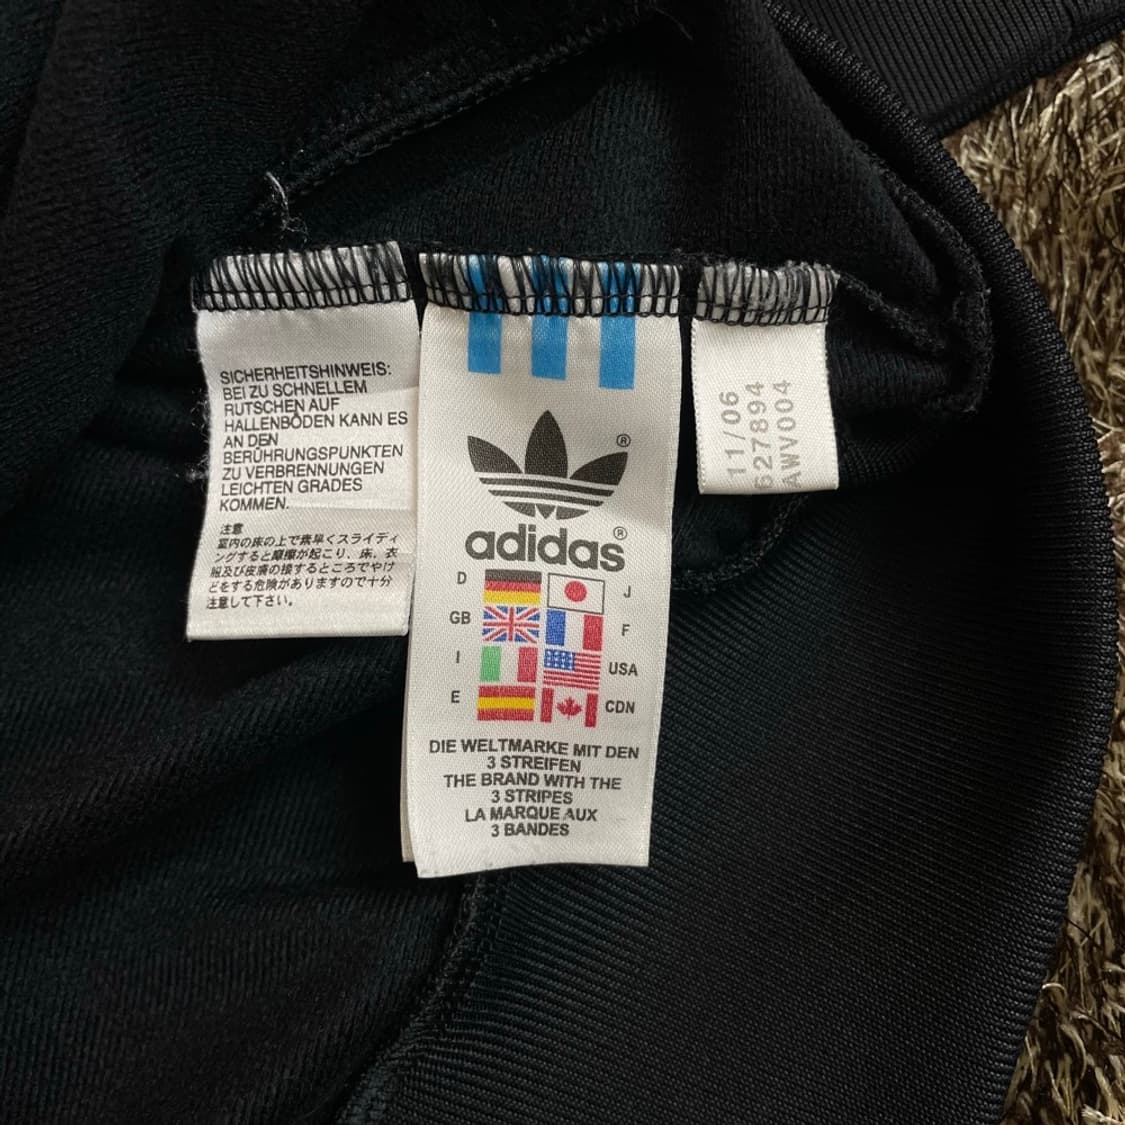 SICHERHEITSHINWEIS:
BEI ZU SCHNELLEM
RUTSCHEN AUF
HALLENBÖDEN KANN ES
AN DEN
BERÜHRUNGSPUNKTEN
ZU VERBRENNUNGEN
LEICHTEN GRADES
KOMMEN.
注意
室内の床の上で素早くスライディ
ングすると摩擦が起こり、床、衣
服及び皮膚の接するところでやけ
どをする危険がありますので十分
注意して下さい。
®
adidas®
D J
GB F
I USA
E CDN
DIE WELTMARKE MIT DEN
3 STREIFEN
THE BRAND WITH THE
3 STRIPES
LA MARQUE AUX
3 BANDES
11/06
627894
AWV004